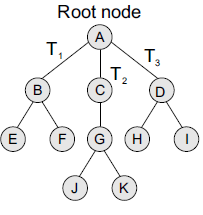 Root node
A
T1 T2 T3
B C D
E F G H I
J K